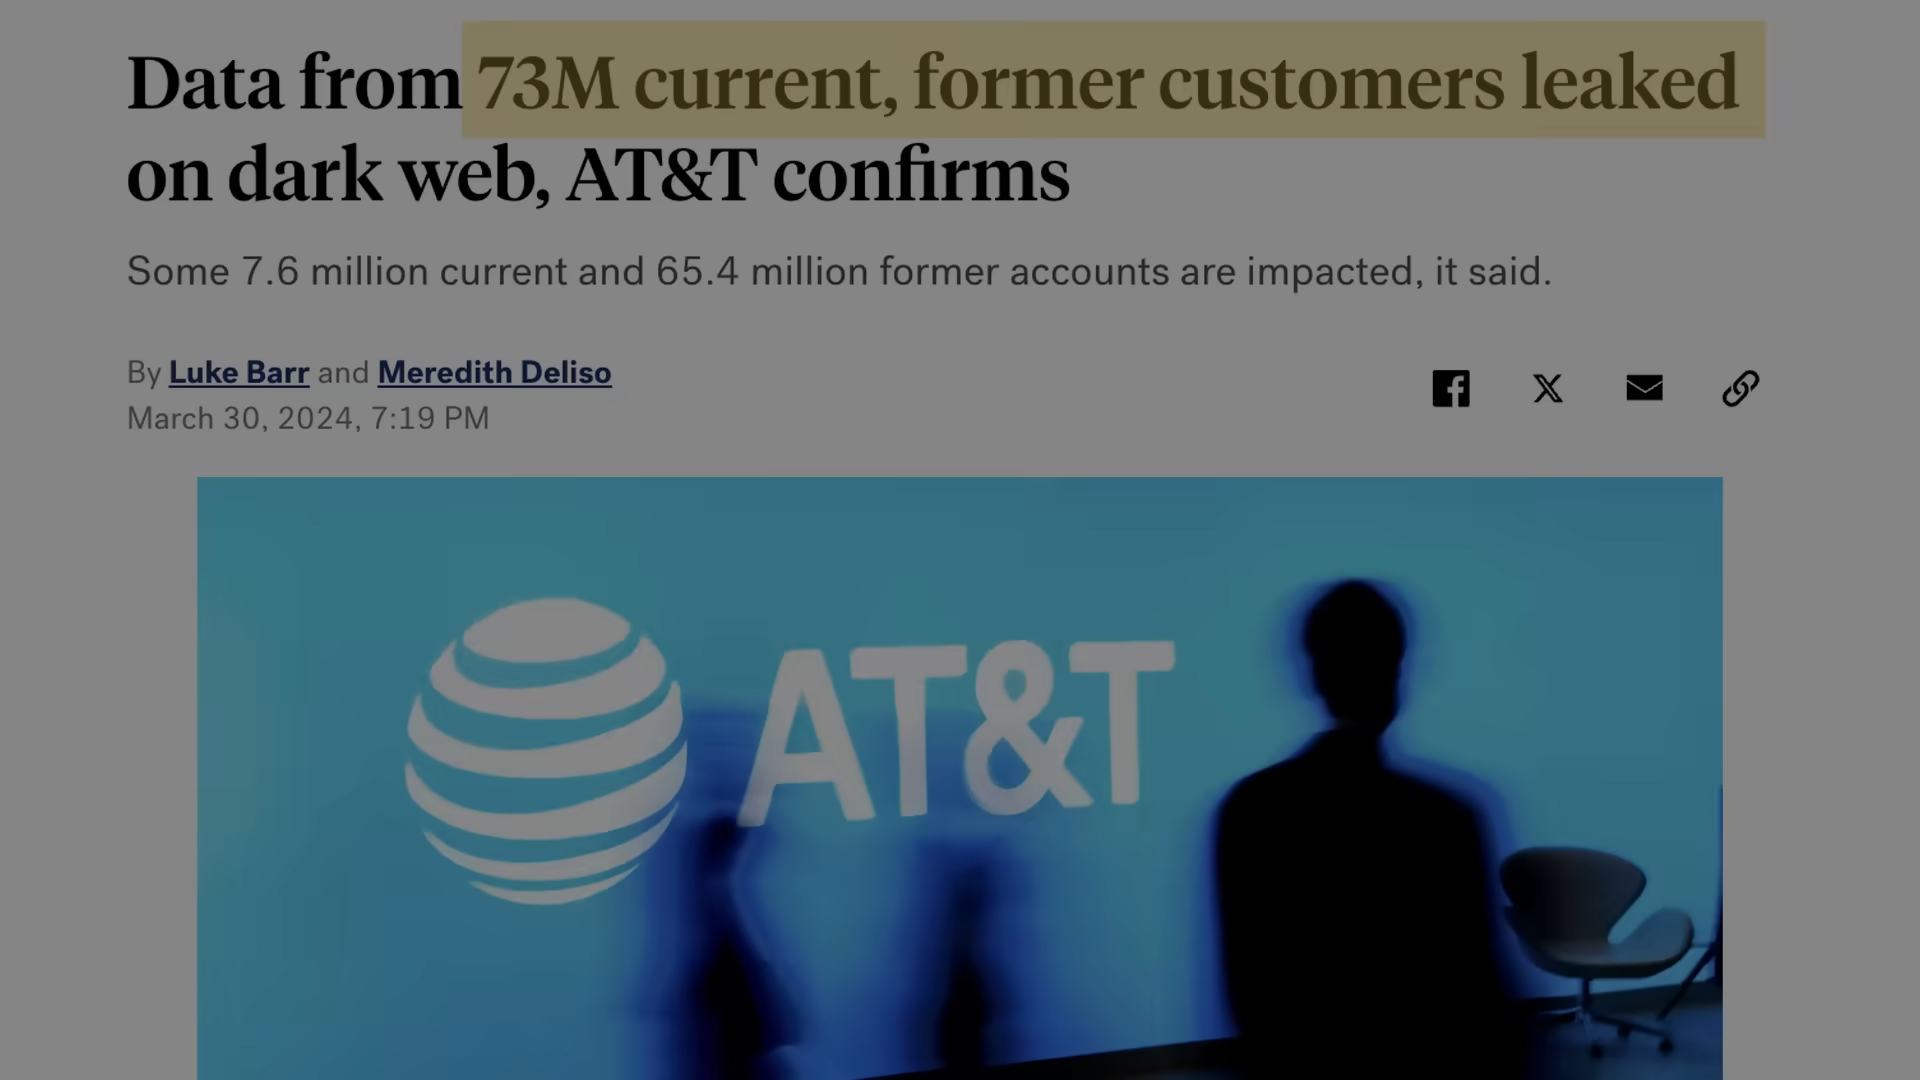 Data from 73M current, former customers leaked
on dark web, AT&T confirms
Some 7.6 million current and 65.4 million former accounts are impacted, it said.
By Luke Barr and Meredith Deliso
March 30, 2024, 7:19 PM
AT&T